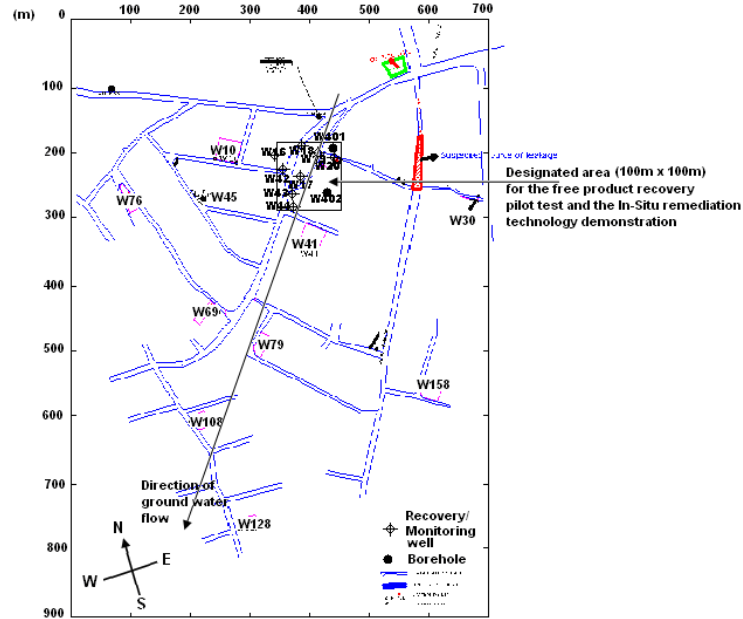 (m)
0 100 200 300 400 500 600 700
0
100
200
300
400
500
600
700
800
900
W401
W10
W16
W18
W20
W42
W17
W45
W43
W76
W402
W44
W41
W30
W69
W79
W158
W108
W128
Suspected source of leakage
Designated area (100m x 100m)
for the free product recovery
pilot test and the In-Situ remediation
technology demonstration
Direction of
ground water
flow
N
E
W
S
Recovery/
Monitoring
well
Borehole